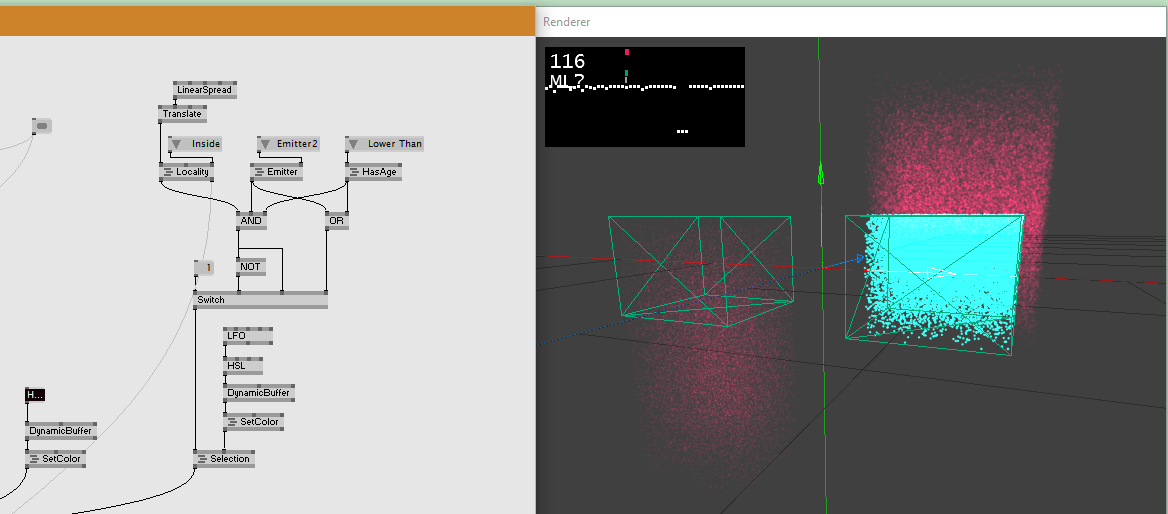 Renderer
116
ML?
LinearSpread
Translate
Inside
Emitter2
Lower Than
Locality
Emitter
HasAge
AND
OR
NOT
1
Switch
LFO
HSL
DynamicBuffer
SetColor
Selection
H...
DynamicBuffer
SetColor